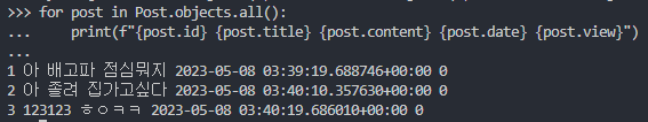 >>> for post in Post.objects.all():
...     print(f"{post.id} {post.title} {post.content} {post.date} {post.view}")
...
1 아 배고파 점심뭐지 2023-05-08 03:39:19.688746+00:00 0
2 아 졸려 집가고싶다 2023-05-08 03:40:10.357630+00:00 0
3 123123 ㅎㅇㅋㅋ 2023-05-08 03:40:19.686010+00:00 0